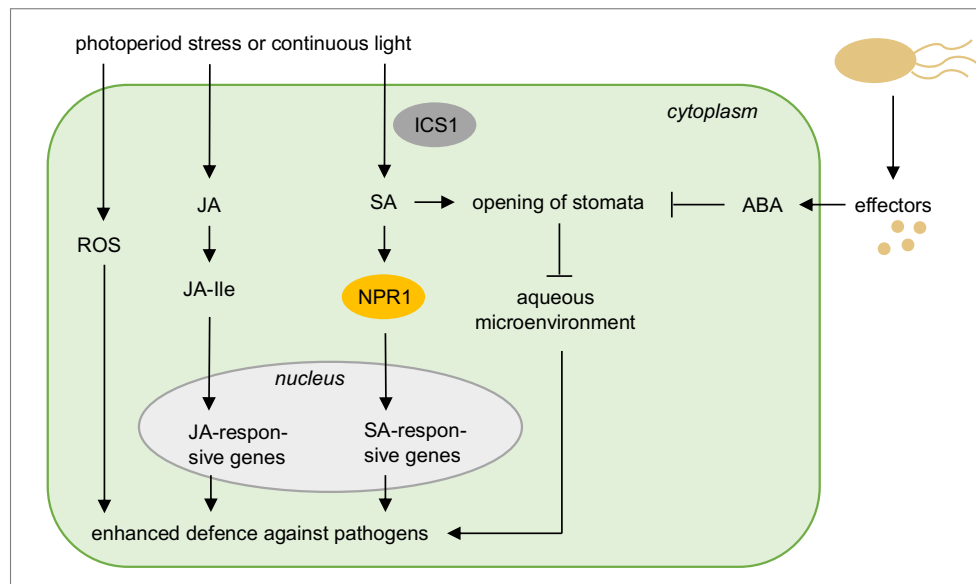 photoperiod stress or continuous light
cytoplasm
ICS1
JA
SA
opening of stomata
ABA
effectors
ROS
JA-Ile
NPR1
aqueous
microenvironment
nucleus
JA-respon-
sive genes
SA-respon-
sive genes
enhanced defence against pathogens